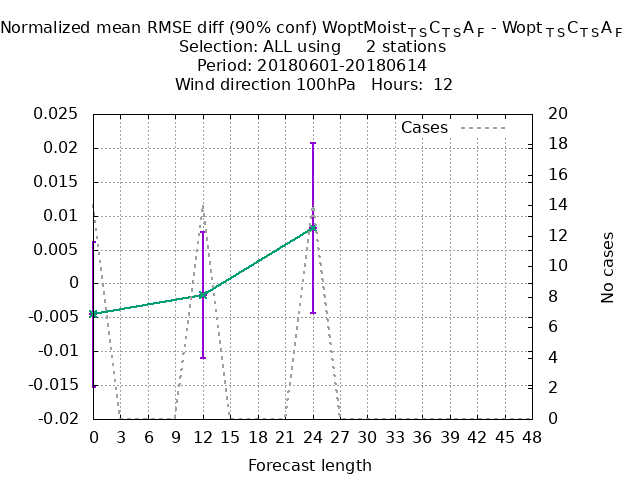 Normalized mean RMSE diff (90% conf) WoptMoist_TSC_TSA_F - Wopt_TSC_TSA_F
Selection: ALL using 2 stations
Period: 20180601-20180614
Wind direction 100hPa Hours: 12
Cases
0.025
0.02
0.015
0.01
0.005
0
-0.005
-0.01
-0.015
-0.02
20
18
16
14
12
10
8
6
4
2
0
No cases
0 3 6 9 12 15 18 21 24 27 30 33 36 39 42 45 48
Forecast length